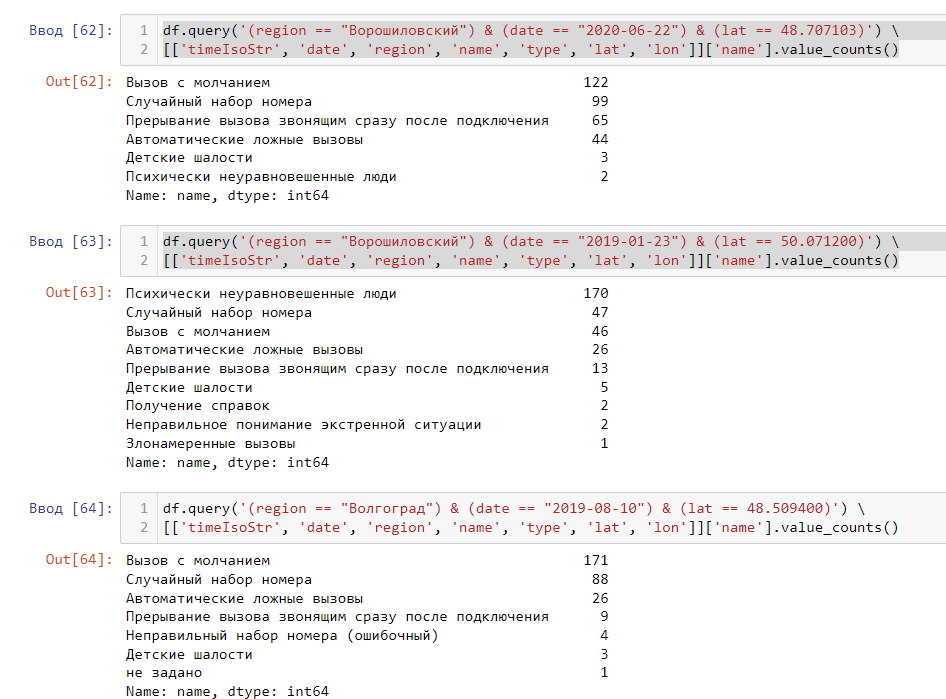 Ввод [62]: 1 df.query('(region == "Ворошиловский") & (date == "2020-06-22") & (lat == 48.707103)') \
2 [['timeIsoStr', 'date', 'region', 'name', 'type', 'lat', 'lon']]['name'].value_counts()
Out[62]: Вызов с молчанием 122
Случайный набор номера 99
Прерывание вызова звонящим сразу после подключения 65
Автоматические ложные вызовы 44
Детские шалости 3
Психически неуравновешенные люди 2
Name: name, dtype: int64
Ввод [63]: 1 df.query('(region == "Ворошиловский") & (date == "2019-01-23") & (lat == 50.071200)') \
2 [['timeIsoStr', 'date', 'region', 'name', 'type', 'lat', 'lon']]['name'].value_counts()
Out[63]: Психически неуравновешенные люди 170
Случайный набор номера 47
Вызов с молчанием 46
Автоматические ложные вызовы 26
Прерывание вызова звонящим сразу после подключения 13
Детские шалости 5
Получение справок 2
Неправильное понимание экстренной ситуации 2
Злонамеренные вызовы 1
Name: name, dtype: int64
Ввод [64]: 1 df.query('(region == "Волгоград") & (date == "2019-08-10") & (lat == 48.509400)') \
2 [['timeIsoStr', 'date', 'region', 'name', 'type', 'lat', 'lon']]['name'].value_counts()
Out[64]: Вызов с молчанием 171
Случайный набор номера 88
Автоматические ложные вызовы 26
Прерывание вызова звонящим сразу после подключения 9
Неправильный набор номера (ошибочный) 4
Детские шалости 3
не задано 1
Name: name, dtype: int64